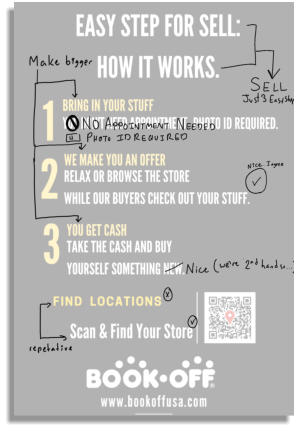 EASY STEP FOR SELL:
Make bigger
HOW IT WORKS.
SELL
Just 3 Easy Steps
1 BRING IN YOUR STUFF
NO APPOINTMENT NEEDED PHOTO ID REQUIRED.
PHOTO ID REQUIRED
2 WE MAKE YOU AN OFFER
RELAX OR BROWSE THE STORE
Nice Image
WHILE OUR BUYERS CHECK OUT YOUR STUFF.
3 YOU GET CASH
TAKE THE CASH AND BUY
YOURSELF SOMETHING NEW. Nice (we're 2nd hand so...)
FIND LOCATIONS
Scan & Find Your Store
repetative
BOOK·OFF
www.bookoffusa.com